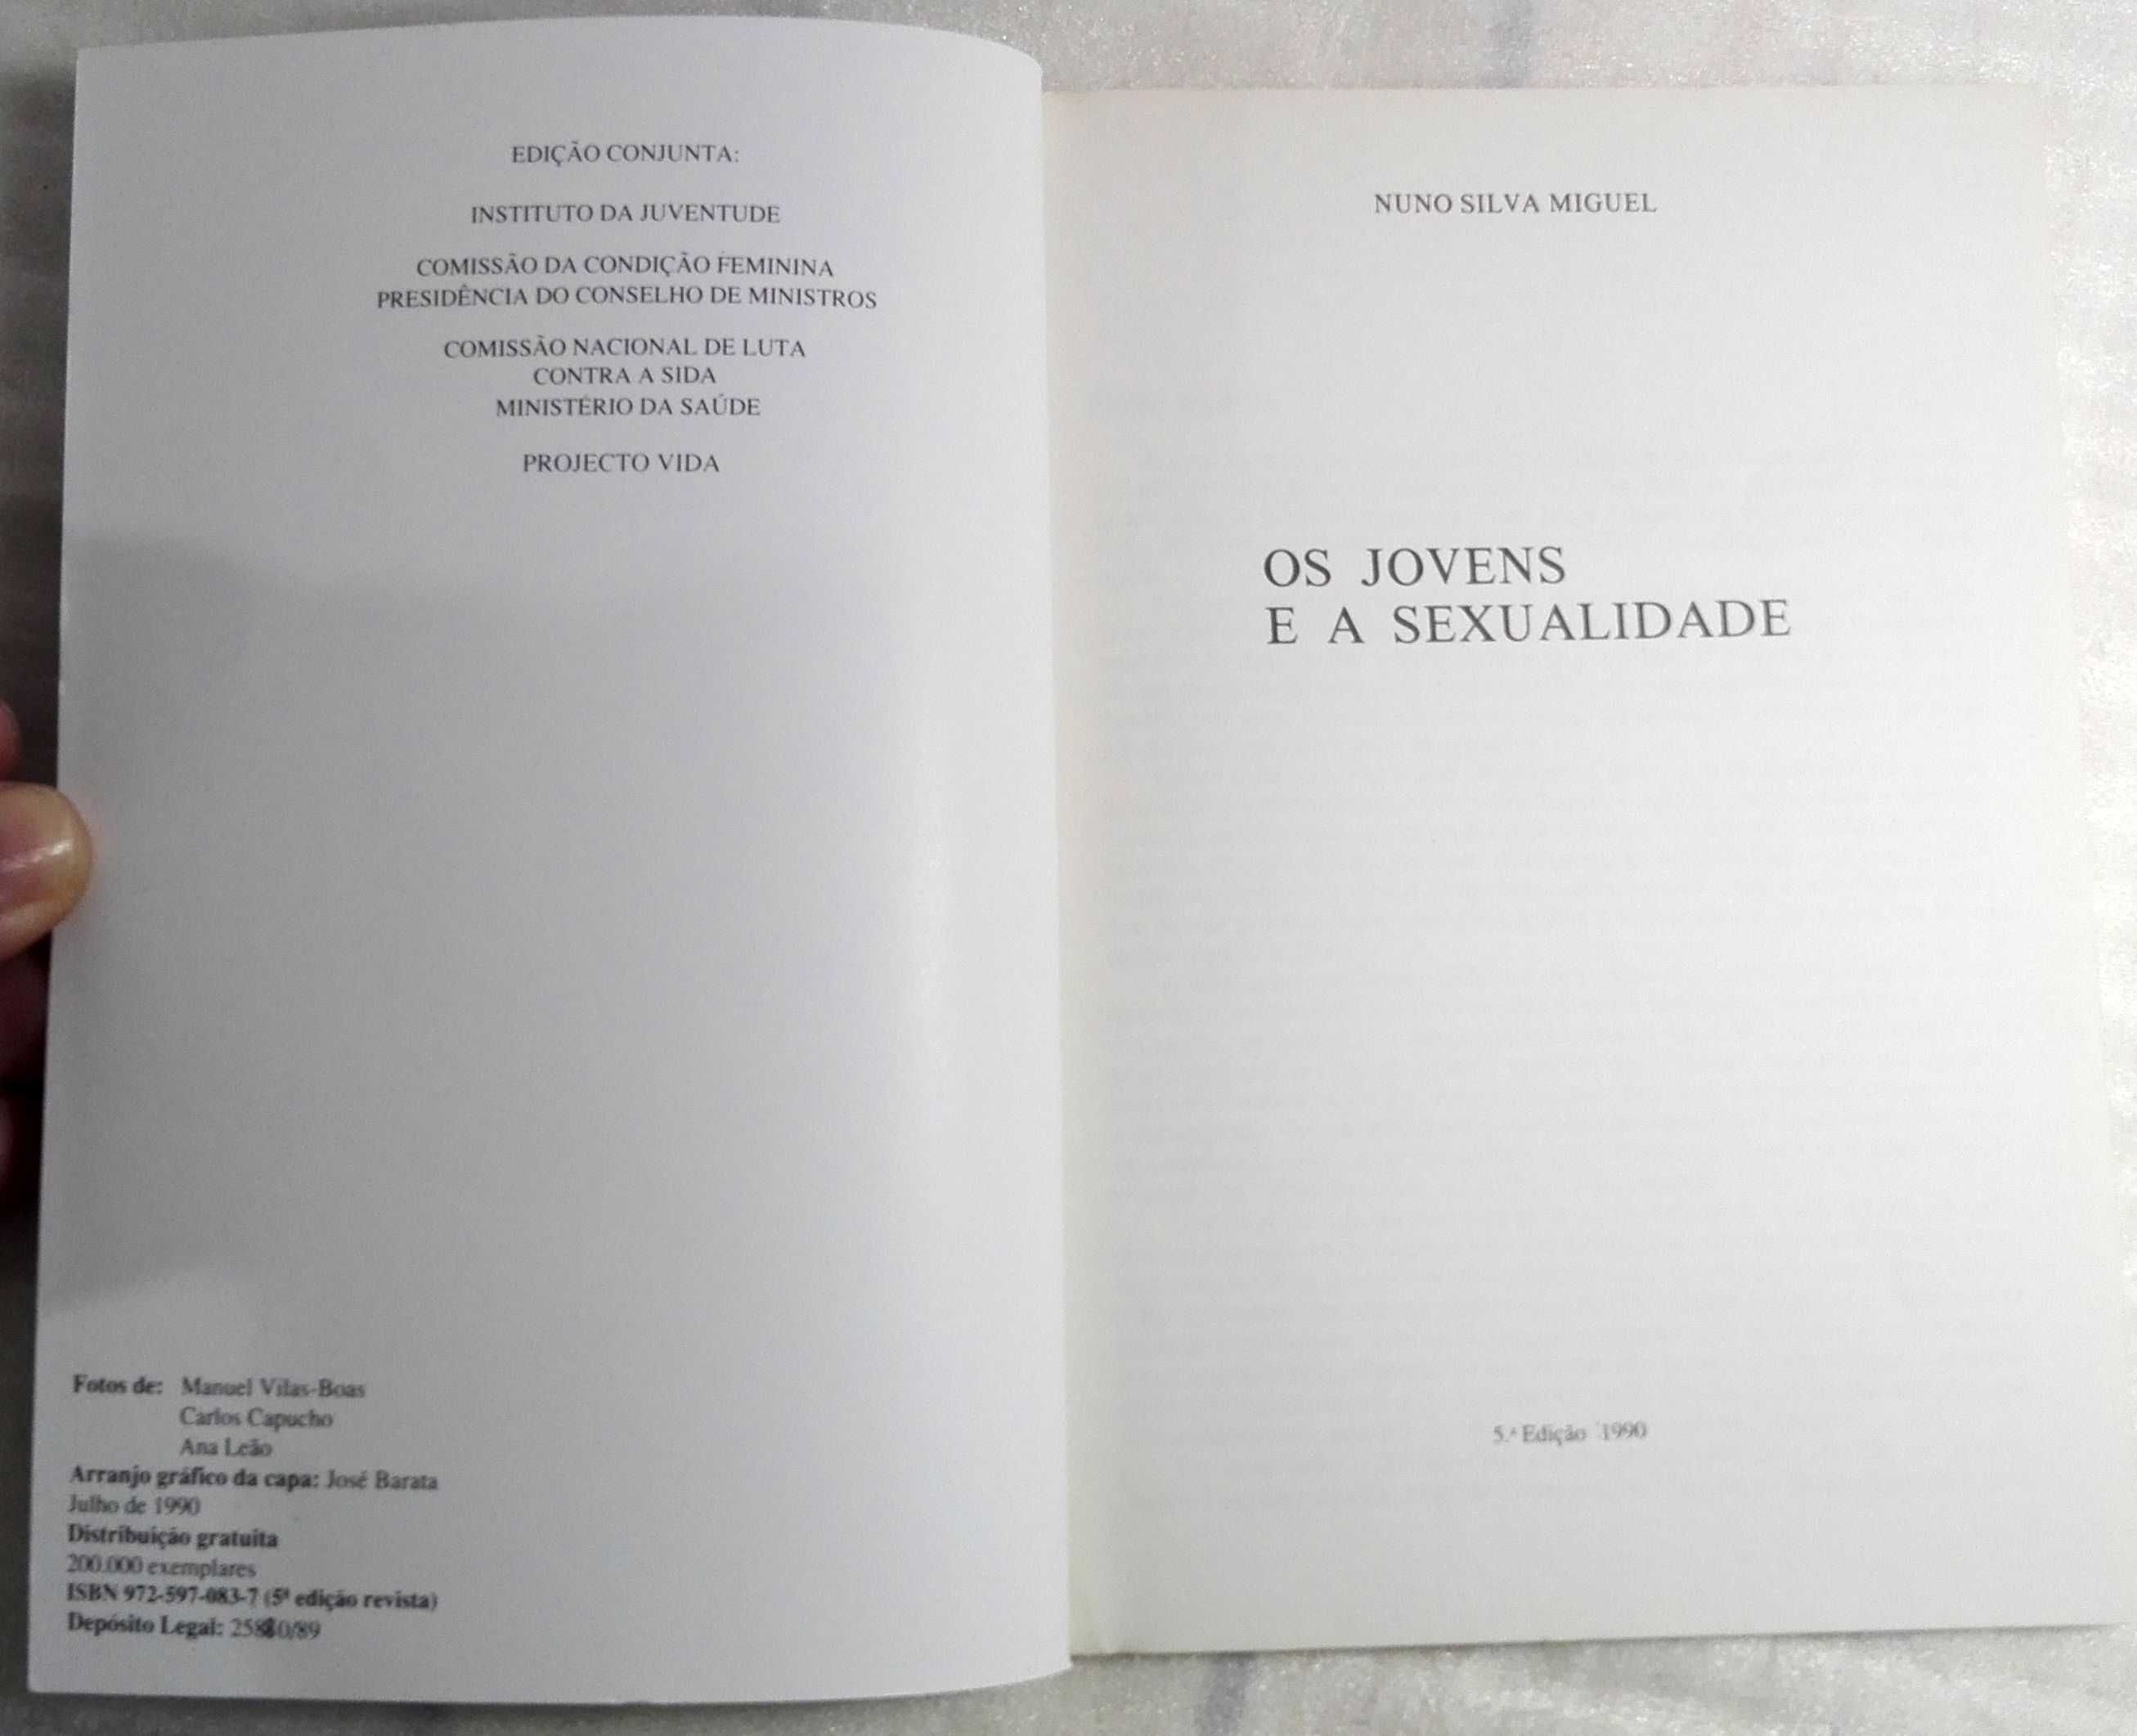 EDIÇÃO CONJUNTA:
INSTITUTO DA JUVENTUDE
COMISSÃO DA CONDIÇÃO FEMININA
PRESIDÊNCIA DO CONSELHO DE MINISTROS
COMISSÃO NACIONAL DE LUTA
CONTRA A SIDA
MINISTÉRIO DA SAÚDE
PROJECTO VIDA
Fotos de: Manuel Vilas-Boas
Carlos Capucho
Ana Leão
Arranjo gráfico da capa: José Barata
Julho de 1990
Distribuição gratuita
200.000 exemplares
ISBN 972-597-083-7 (5ª edição revista)
Depósito Legal:
NUNO SILVA MIGUEL
OS JOVENS
E A SEXUALIDADE
5.ª Edição 1990